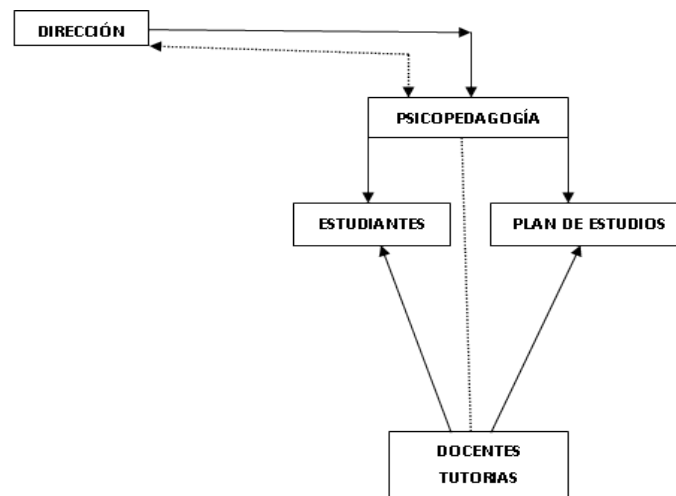 DIRECCIÓN
PSICOPEDAGOGÍA
ESTUDIANTES
PLAN DE ESTUDIOS
DOCENTES
TUTORIAS